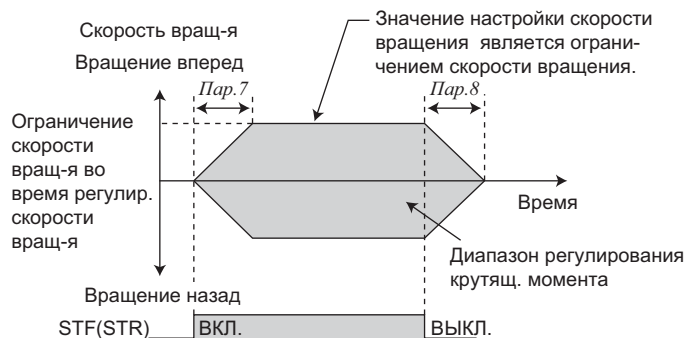 Скорость вращ-я
Вращение вперед
Значение настройки скорости
вращения является ограни-
чением скорости вращения.
Пар.7
Пар.8
Ограничение
скорости
вращ-я во
время регулир.
скорости
вращ-я
Время
Диапазон регулирования
крутящ. момента
Вращение назад
STF(STR)
ВКЛ.
ВЫКЛ.